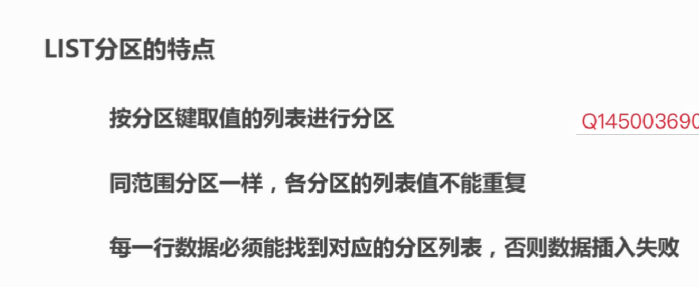 LIST分区的特点
按分区键取值的列表进行分区
Q145003690
同范围分区一样，各分区的列表值不能重复
每一行数据必须能找到对应的分区列表，否则数据插入失败